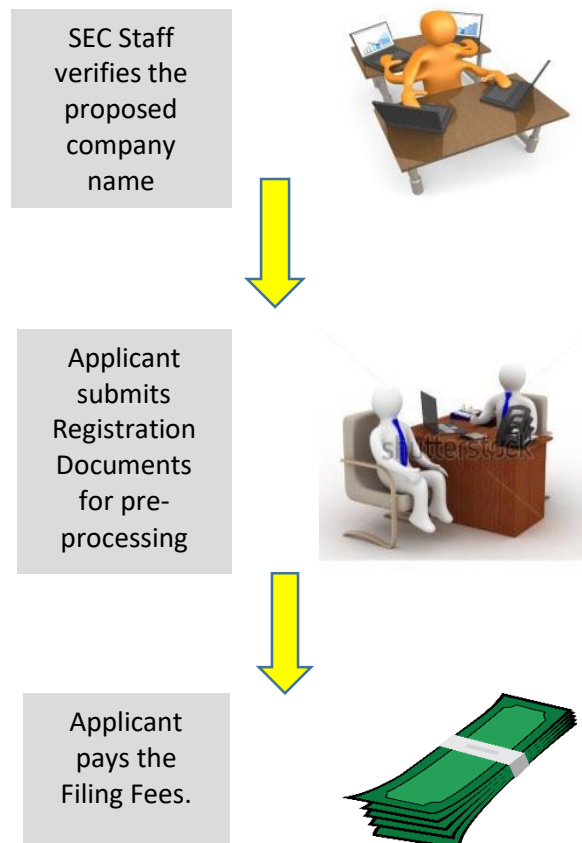 SEC Staff
verifies the
proposed
company
name
Applicant
submits
Registration
Documents
for pre-
processing
shutterstock
Applicant
pays the
Filing Fees.